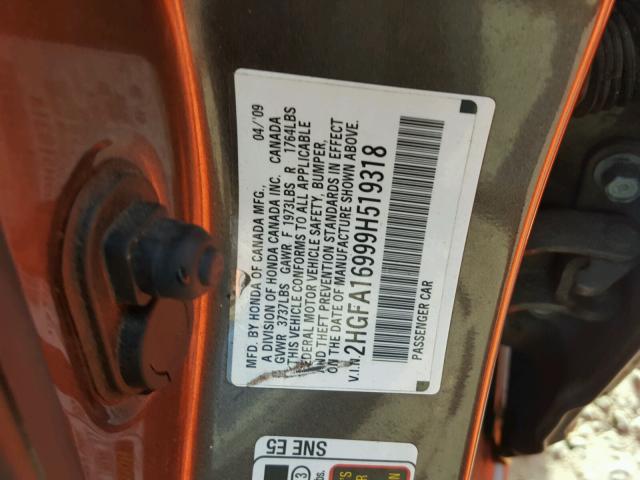 MFD. BY HONDA OF CANADA MFG., 04/'09
A DIVISION OF HONDA CANADA INC. CANADA
GVWR 3737LBS GAWR F 1973LBS R 1764LBS
THIS VEHICLE CONFORMS TO ALL APPLICABLE
FEDERAL MOTOR VEHICLE SAFETY, BUMPER,
AND THEFT PREVENTION STANDARDS IN EFFECT
ON THE DATE OF MANUFACTURE SHOWN ABOVE.
V.I.N. 2HGFA16999H519318
PASSENGER CAR
SNE E5